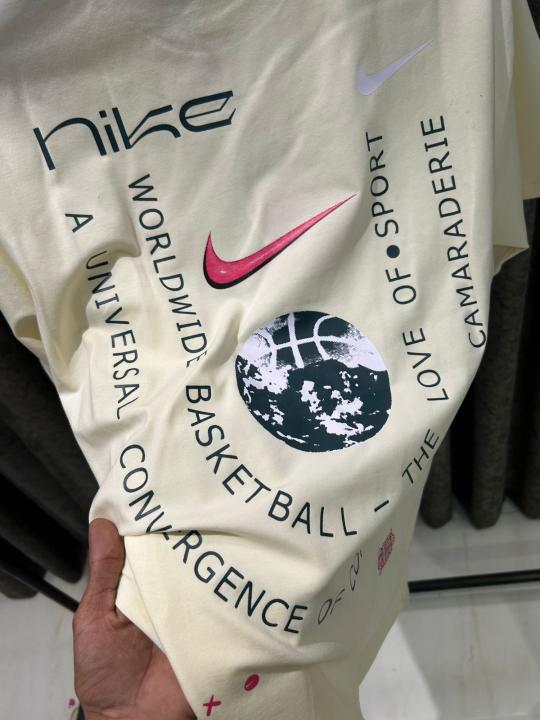 nike
WORLDWIDE BASKETBALL – THE LOVE OF • SPORT
A UNIVERSAL CONVERGENCE OF
CAMARADERIE